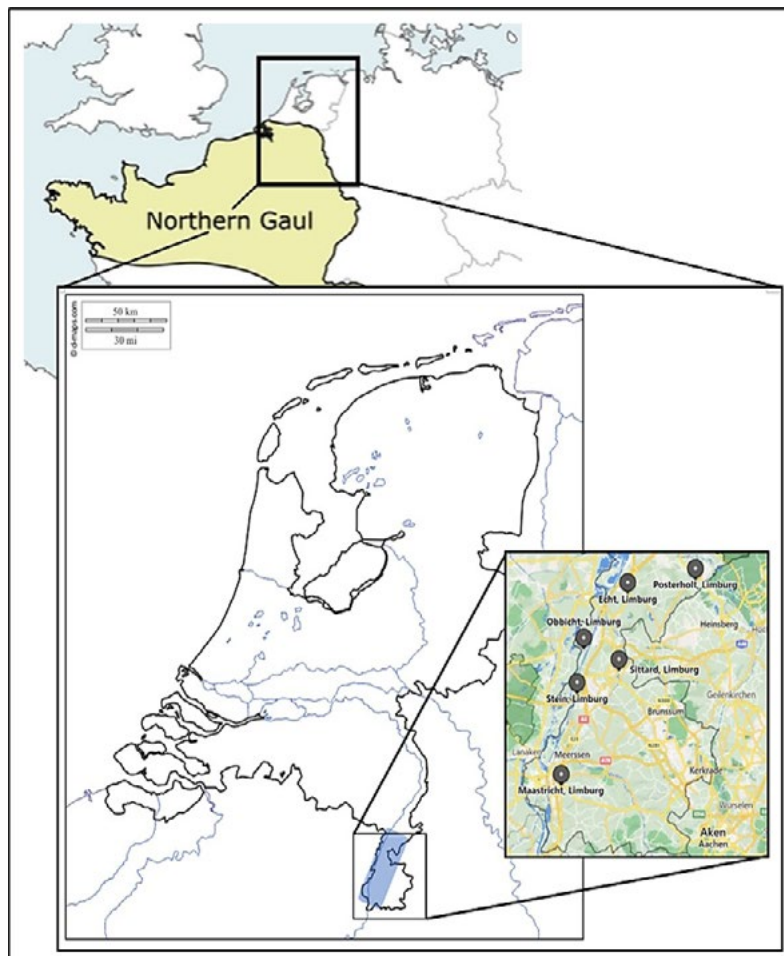 Northern Gaul
50 km
30 mi
© d-maps.com
Posterholt, Limburg
Echt, Limburg
Obbicht, Limburg
Heinsberg
Sittard, Limburg
Stein, Limburg
Geilenkirchen
Brunssum
Lanaken
Meerssen
Kerkrade
Maastricht, Limburg
Würselen
Aken
Aachen